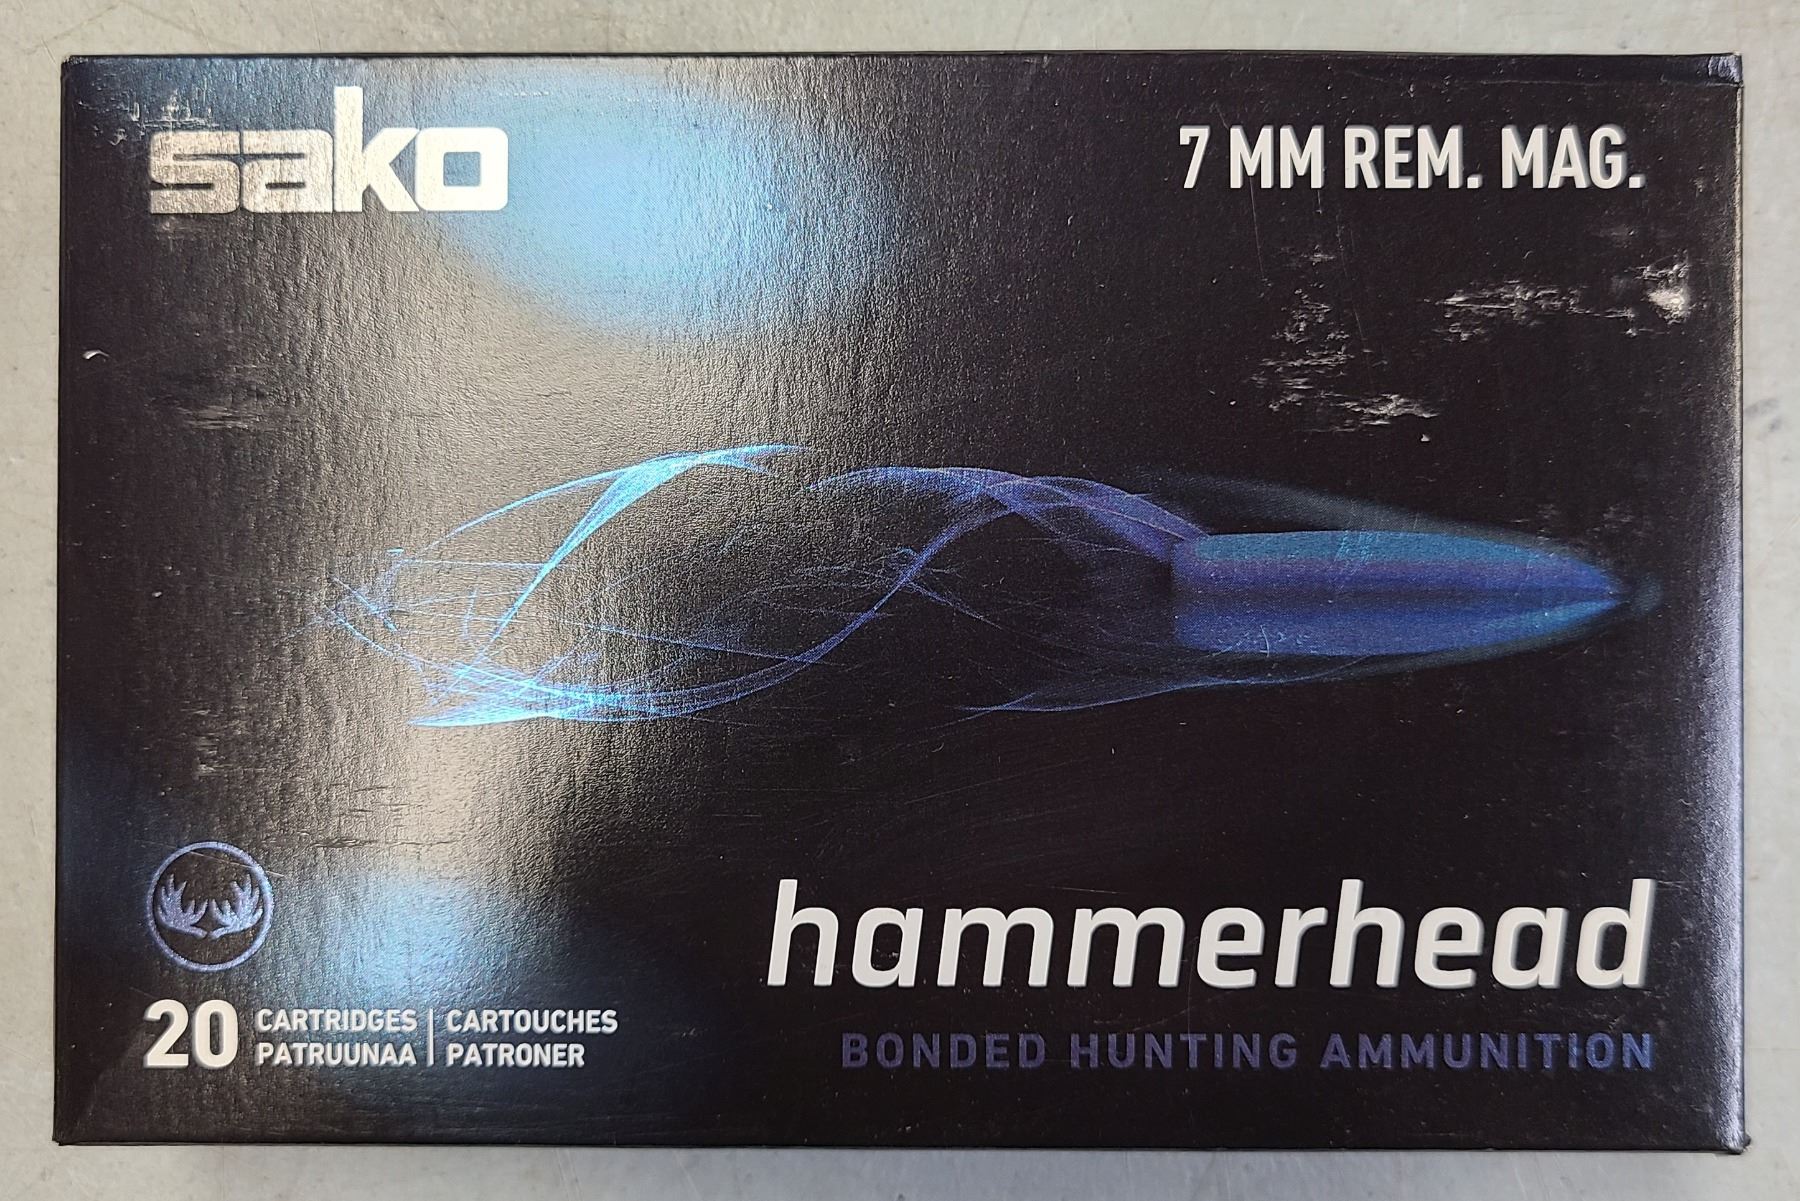 sako
7 MM REM. MAG.
hammerhead
BONDED HUNTING AMMUNITION
20 CARTRIDGES | CARTOUCHES
PATRUUNAA | PATRONER